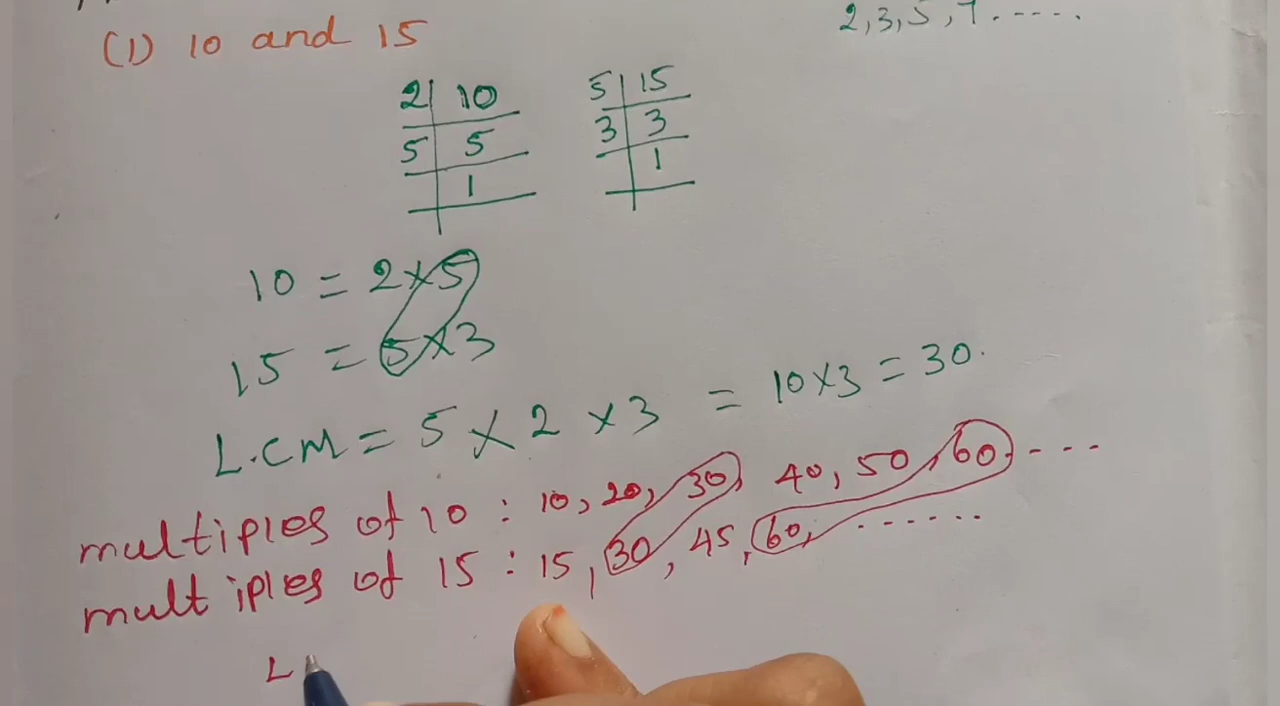 (1) 10 and 15
2, 3, 5, 7 . - - - - .
2 | 10
5 | 5
1
5 | 15
3 | 3
1
10 = 2 × 5
15 = 5 × 3
L.CM = 5 × 2 × 3 = 10 × 3 = 30.
multiples of 10 : 10, 20, 30, 40, 50, 60. - - -
multiples of 15 : 15, 30, 45, 60, . . . . . .
L